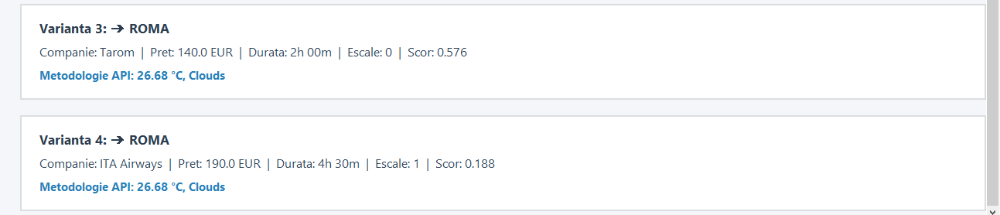 Varianta 3: ➔ ROMA
Companie: Tarom | Pret: 140.0 EUR | Durata: 2h 00m | Escale: 0 | Scor: 0.576
Metodologie API: 26.68 °C, Clouds
Varianta 4: ➔ ROMA
Companie: ITA Airways | Pret: 190.0 EUR | Durata: 4h 30m | Escale: 1 | Scor: 0.188
Metodologie API: 26.68 °C, Clouds